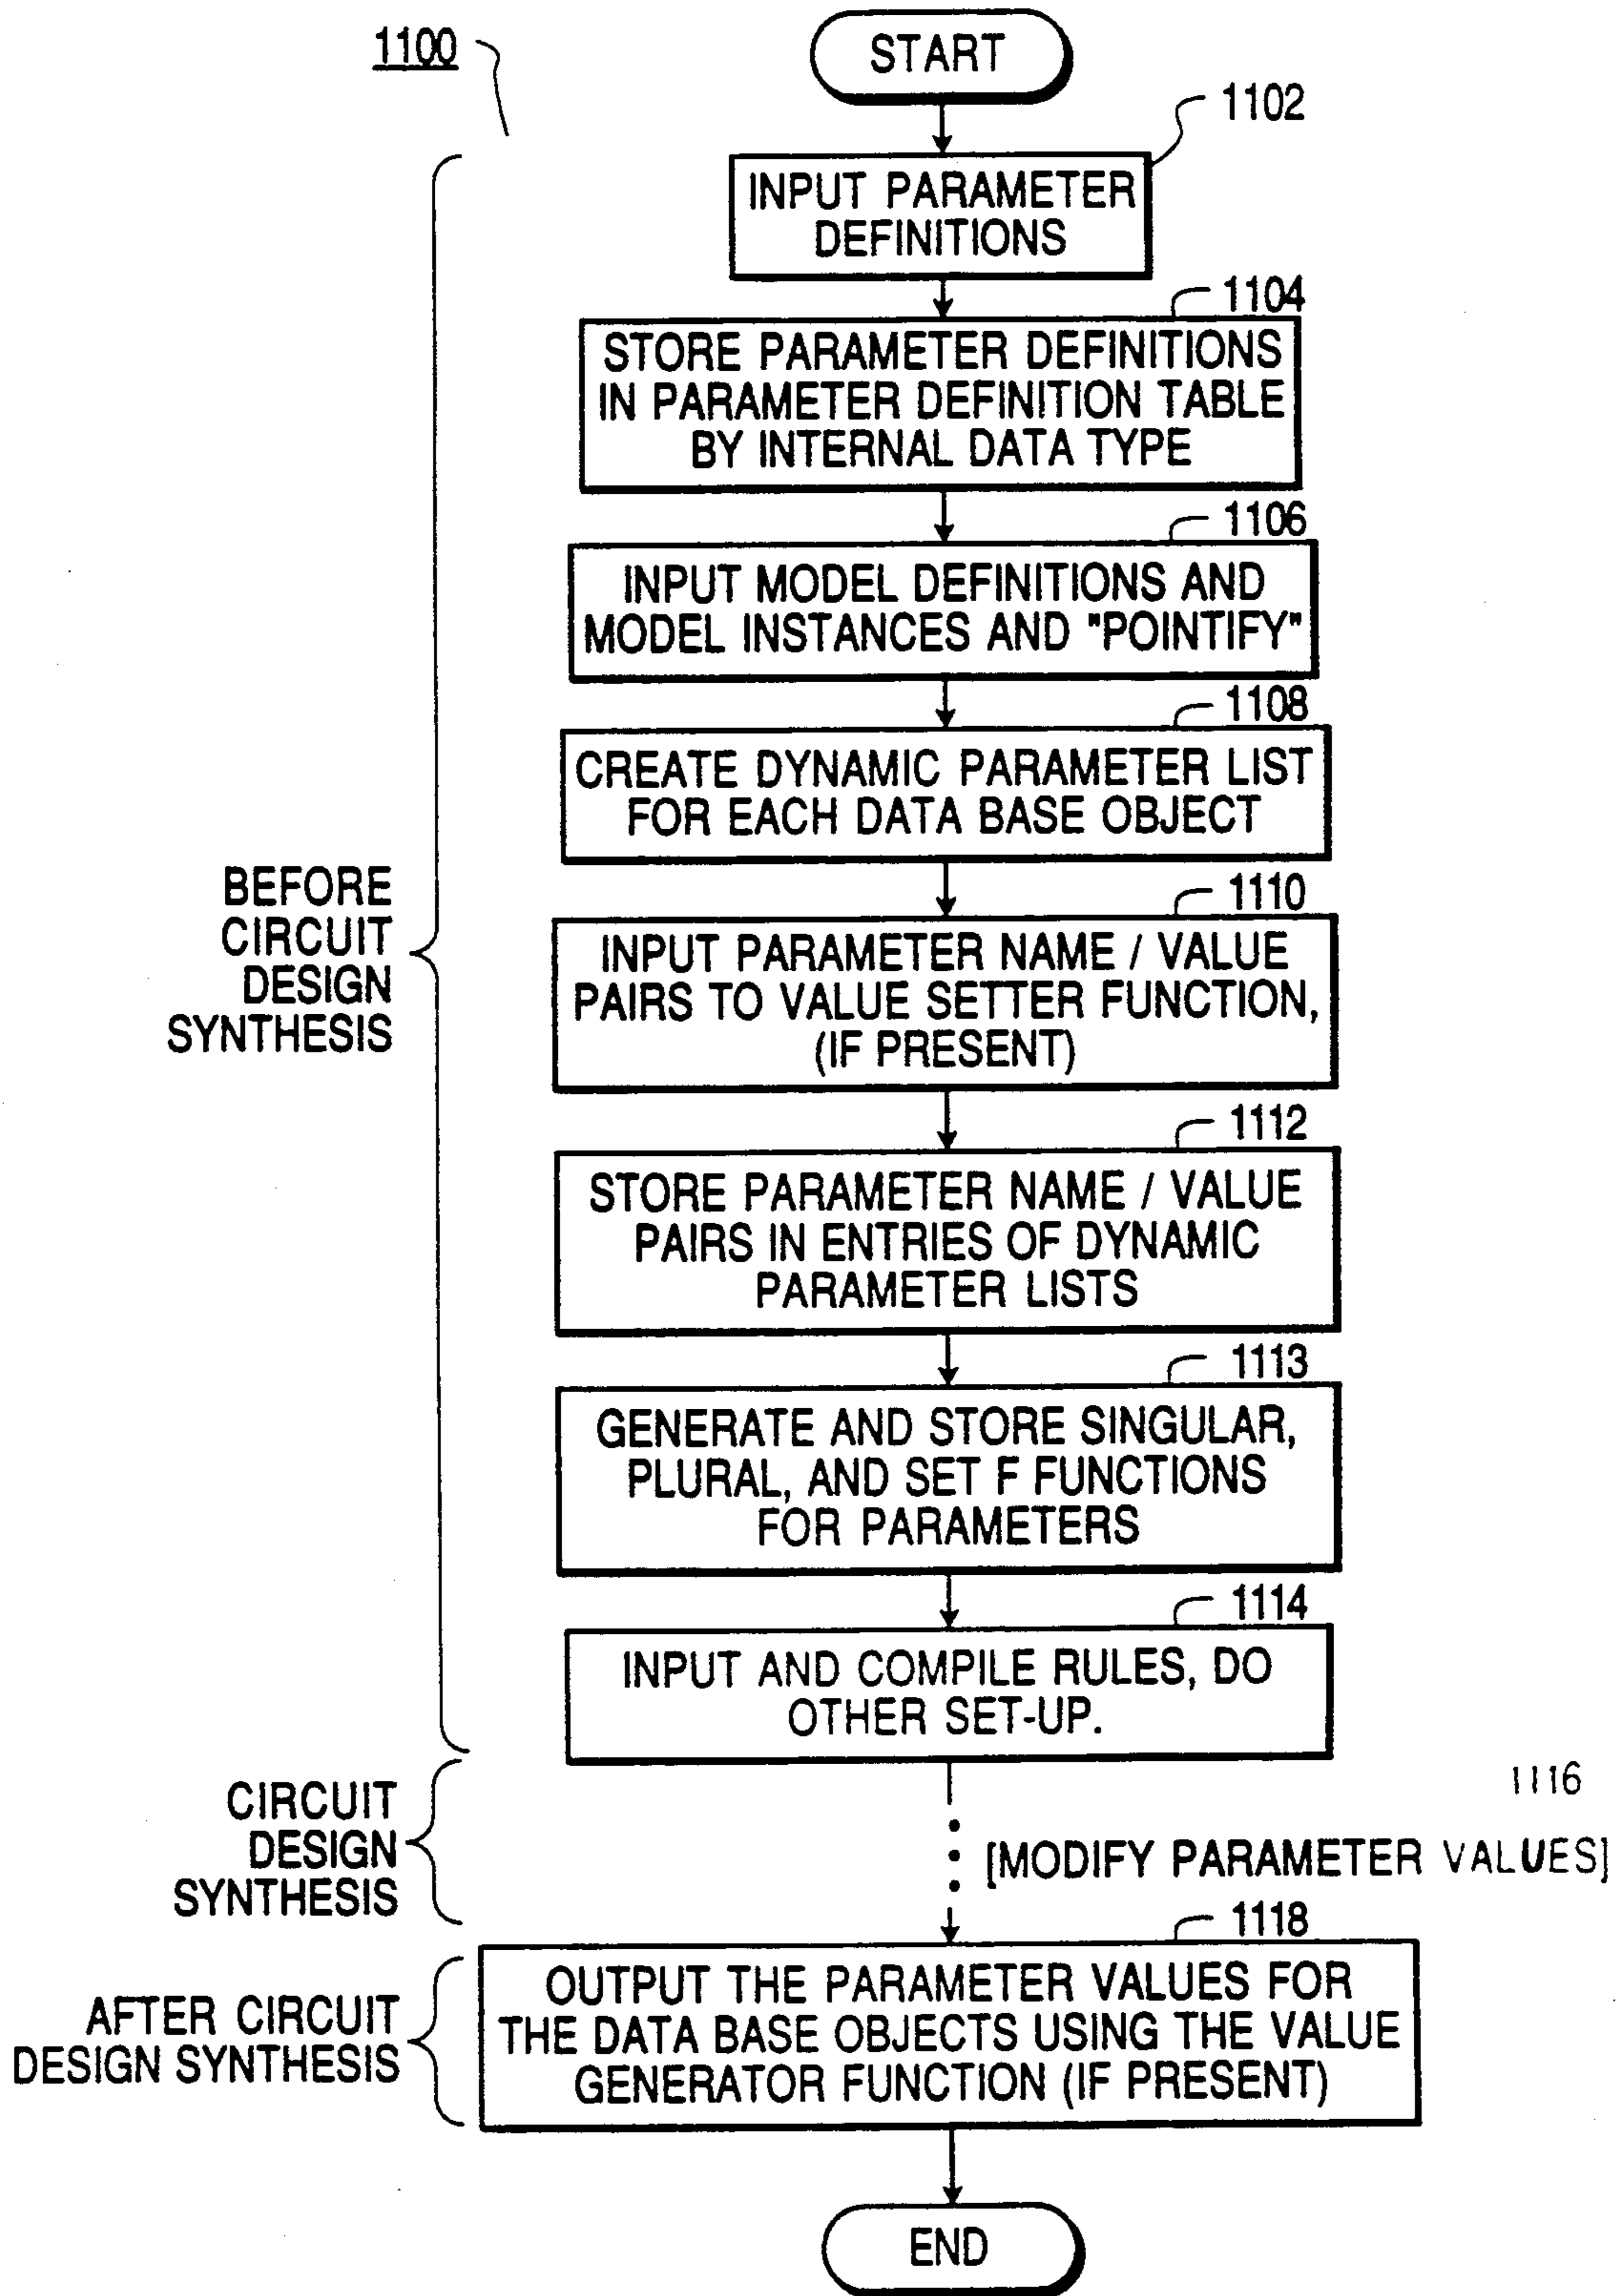 1100
START
1102
INPUT PARAMETER
DEFINITIONS
1104
STORE PARAMETER DEFINITIONS
IN PARAMETER DEFINITION TABLE
BY INTERNAL DATA TYPE
1106
INPUT MODEL DEFINITIONS AND
MODEL INSTANCES AND "POINTIFY"
1108
CREATE DYNAMIC PARAMETER LIST
FOR EACH DATA BASE OBJECT
BEFORE
CIRCUIT
DESIGN
SYNTHESIS
1110
INPUT PARAMETER NAME / VALUE
PAIRS TO VALUE SETTER FUNCTION,
(IF PRESENT)
1112
STORE PARAMETER NAME / VALUE
PAIRS IN ENTRIES OF DYNAMIC
PARAMETER LISTS
1113
GENERATE AND STORE SINGULAR,
PLURAL, AND SET F FUNCTIONS
FOR PARAMETERS
1114
INPUT AND COMPILE RULES, DO
OTHER SET-UP.
CIRCUIT
DESIGN
SYNTHESIS
1116
[MODIFY PARAMETER VALUES]
1118
AFTER CIRCUIT
DESIGN SYNTHESIS
OUTPUT THE PARAMETER VALUES FOR
THE DATA BASE OBJECTS USING THE VALUE
GENERATOR FUNCTION (IF PRESENT)
END